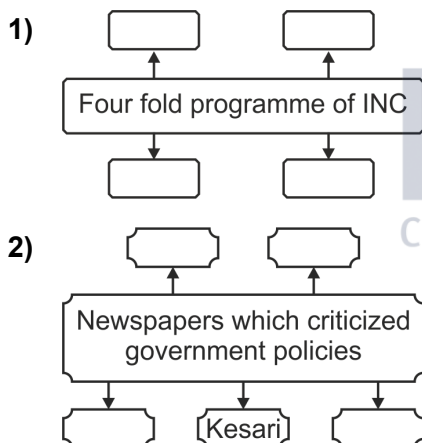 1)
Four fold programme of INC
2)
Newspapers which criticized
government policies
Kesari
C